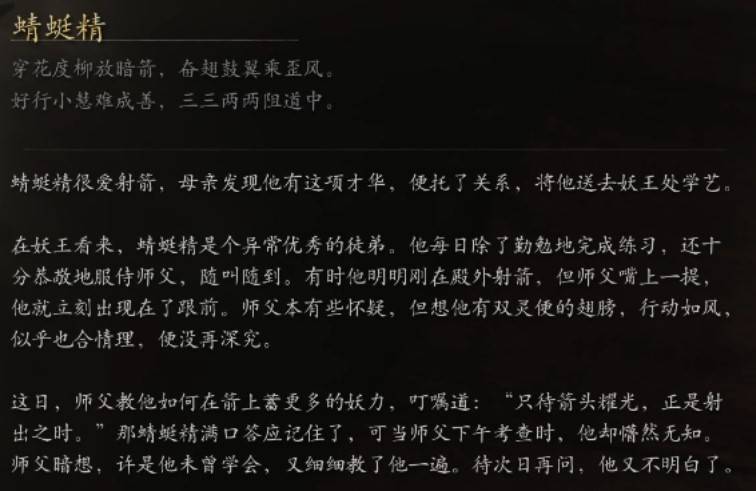 蜻蜓精
穿花度柳放暗箭，奋翅鼓翼乘歪风。
好行小慧难成善，三三两两阻道中。
蜻蜓精很爱射箭，母亲发现他有这项才华，便托了关系，将他送去妖王处学艺。
在妖王看来，蜻蜓精是个异常优秀的徒弟。他每日除了勤勉地完成练习，还十
分恭敬地服侍师父，随叫随到。有时他明明刚在殿外射箭，但师父嘴上一提，
他就立刻出现在了跟前。师父本有些怀疑，但想他有双灵便的翅膀，行动如风，
似乎也合情理，便没再深究。
这日，师父教他如何在箭上蓄更多的妖力，叮嘱道：“只待箭头耀光，正是射
出之时。”那蜻蜓精满口答应记住了，可当师父下午考查时，他却懵然无知。
师父暗想，许是他未曾学会，又细细教了他一遍。待次日再问，他又不明白了。